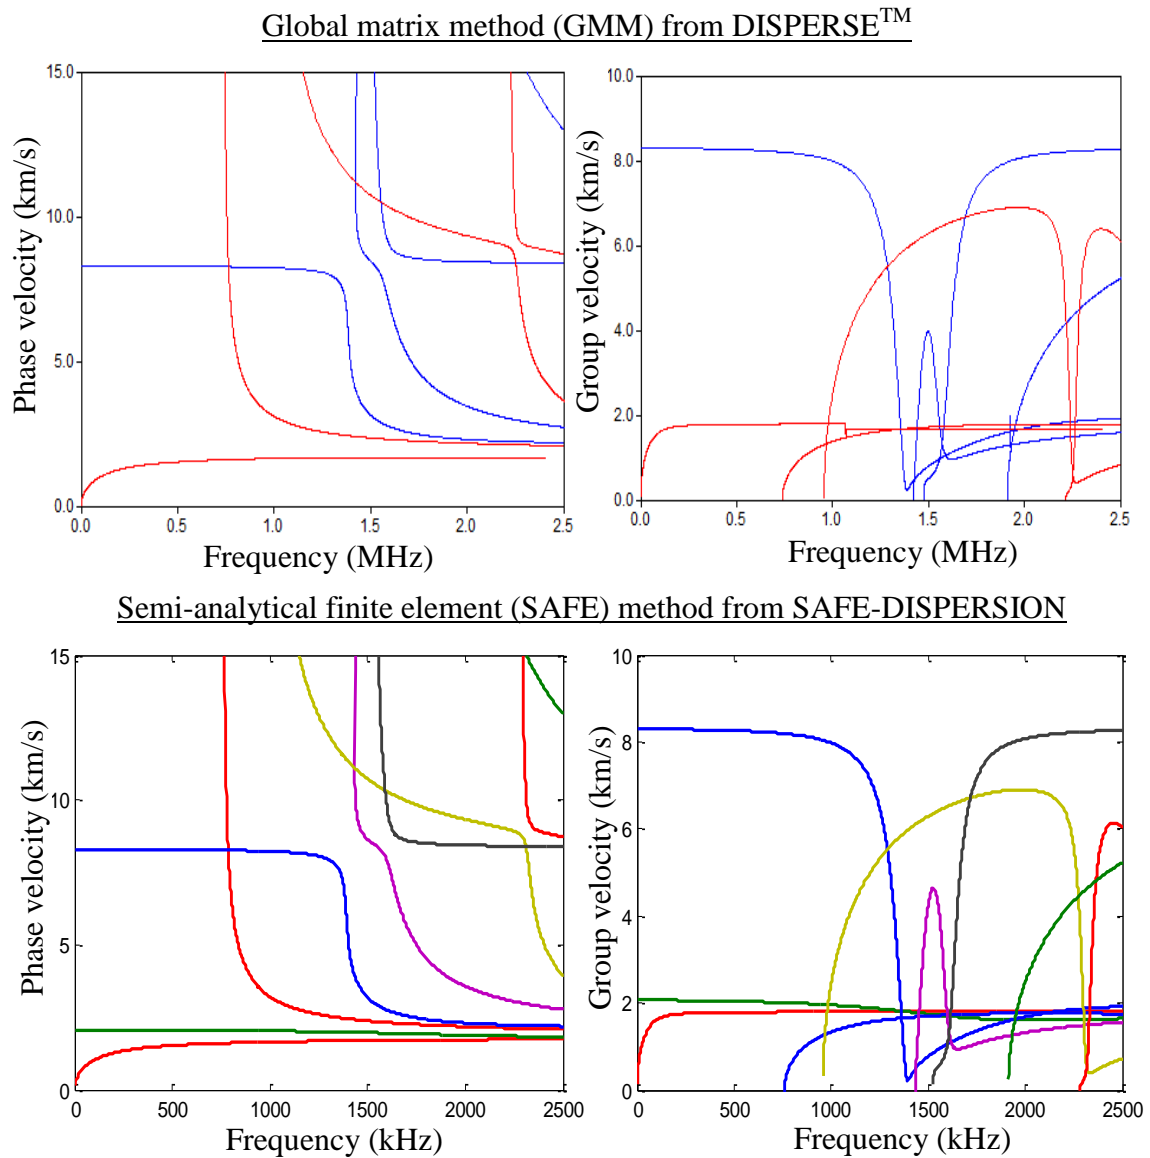 Global matrix method (GMM) from DISPERSE™
Phase velocity (km/s)
15.0
10.0
5.0
0.0
0.0 0.5 1.0 1.5 2.0 2.5
Frequency (MHz)
Group velocity (km/s)
10.0
8.0
6.0
4.0
2.0
0.0
0.0 0.5 1.0 1.5 2.0 2.5
Frequency (MHz)
Semi-analytical finite element (SAFE) method from SAFE-DISPERSION
Phase velocity (km/s)
15
10
5
0
0 500 1000 1500 2000 2500
Frequency (kHz)
Group velocity (km/s)
10
8
6
4
2
0
0 500 1000 1500 2000 2500
Frequency (kHz)